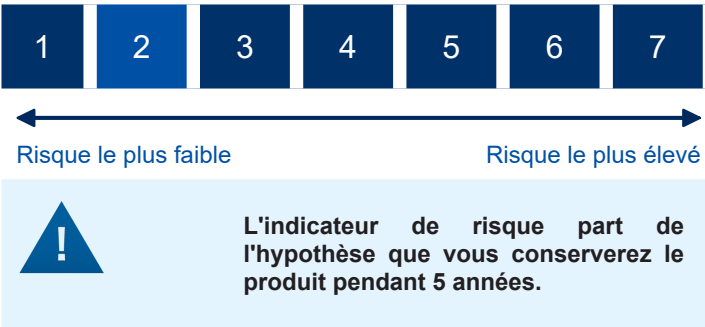 1 2 3 4 5 6 7
Risque le plus faible Risque le plus élevé
!
L'indicateur de risque part de
l'hypothèse que vous conserverez le
produit pendant 5 années.